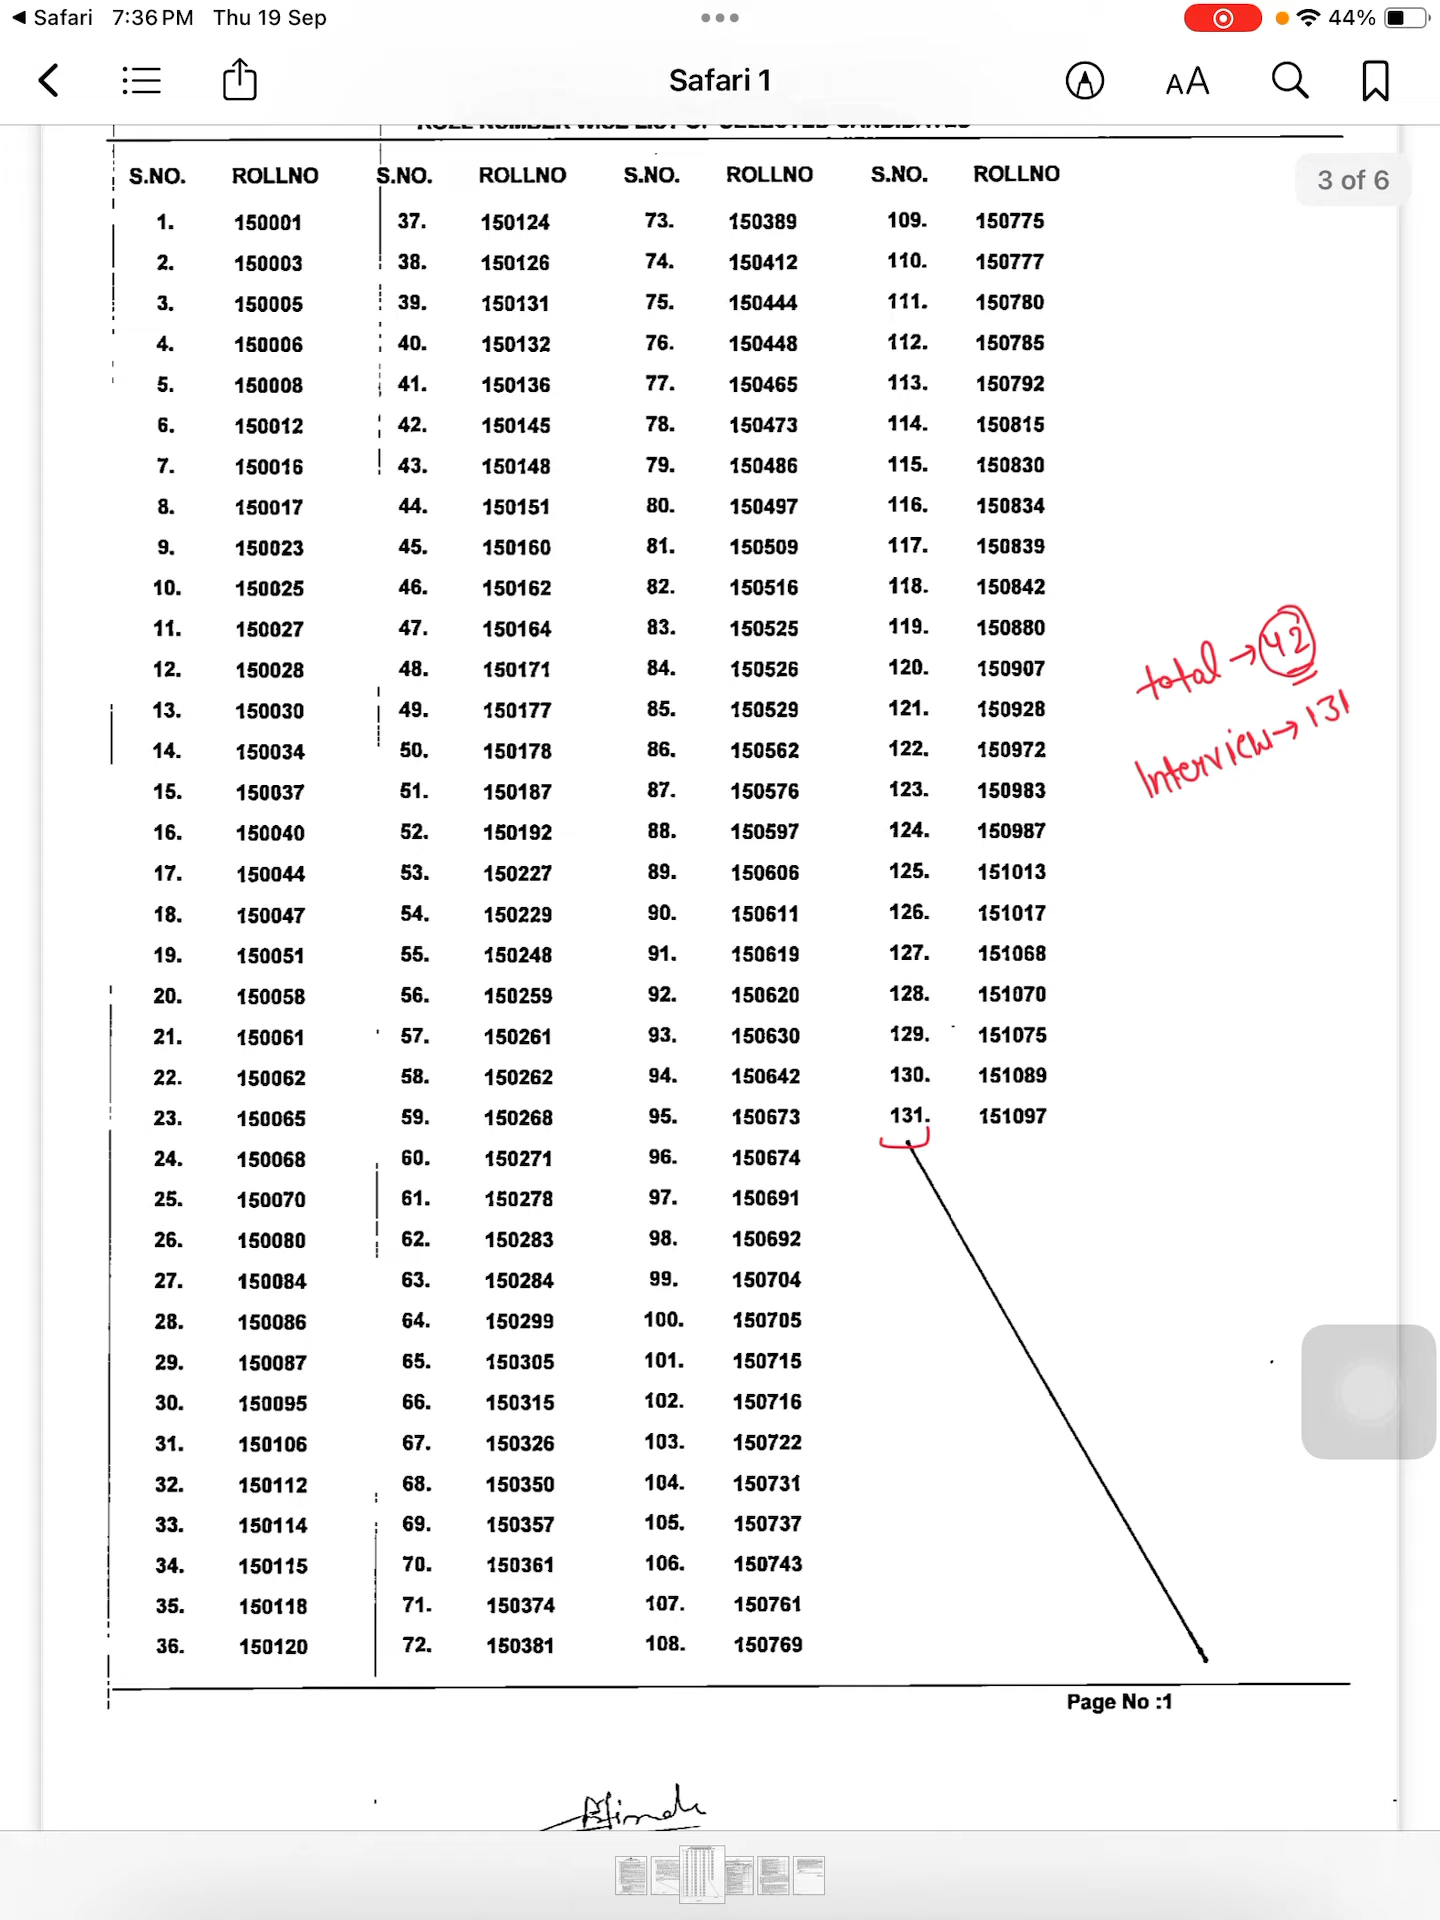 Safari 7:36 PM Thu 19 Sep
44%
Safari 1
ROLL NUMBER WISE LIST OF SELECTED CANDIDATES
3 of 6
S.NO. ROLLNO S.NO. ROLLNO S.NO. ROLLNO S.NO. ROLLNO
1. 150001 37. 150124 73. 150389 109. 150775
2. 150003 38. 150126 74. 150412 110. 150777
3. 150005 39. 150131 75. 150444 111. 150780
4. 150006 40. 150132 76. 150448 112. 150785
5. 150008 41. 150136 77. 150465 113. 150792
6. 150012 42. 150145 78. 150473 114. 150815
7. 150016 43. 150148 79. 150486 115. 150830
8. 150017 44. 150151 80. 150497 116. 150834
9. 150023 45. 150160 81. 150509 117. 150839
10. 150025 46. 150162 82. 150516 118. 150842
11. 150027 47. 150164 83. 150525 119. 150880
12. 150028 48. 150171 84. 150526 120. 150907
13. 150030 49. 150177 85. 150529 121. 150928
14. 150034 50. 150178 86. 150562 122. 150972
15. 150037 51. 150187 87. 150576 123. 150983
16. 150040 52. 150192 88. 150597 124. 150987
17. 150044 53. 150227 89. 150606 125. 151013
18. 150047 54. 150229 90. 150611 126. 151017
19. 150051 55. 150248 91. 150619 127. 151068
20. 150058 56. 150259 92. 150620 128. 151070
21. 150061 57. 150261 93. 150630 129. 151075
22. 150062 58. 150262 94. 150642 130. 151089
23. 150065 59. 150268 95. 150673 131. 151097
24. 150068 60. 150271 96. 150674
25. 150070 61. 150278 97. 150691
26. 150080 62. 150283 98. 150692
27. 150084 63. 150284 99. 150704
28. 150086 64. 150299 100. 150705
29. 150087 65. 150305 101. 150715
30. 150095 66. 150315 102. 150716
31. 150106 67. 150326 103. 150722
32. 150112 68. 150350 104. 150731
33. 150114 69. 150357 105. 150737
34. 150115 70. 150361 106. 150743
35. 150118 71. 150374 107. 150761
36. 150120 72. 150381 108. 150769
total → 42
Interview → 131
Page No :1